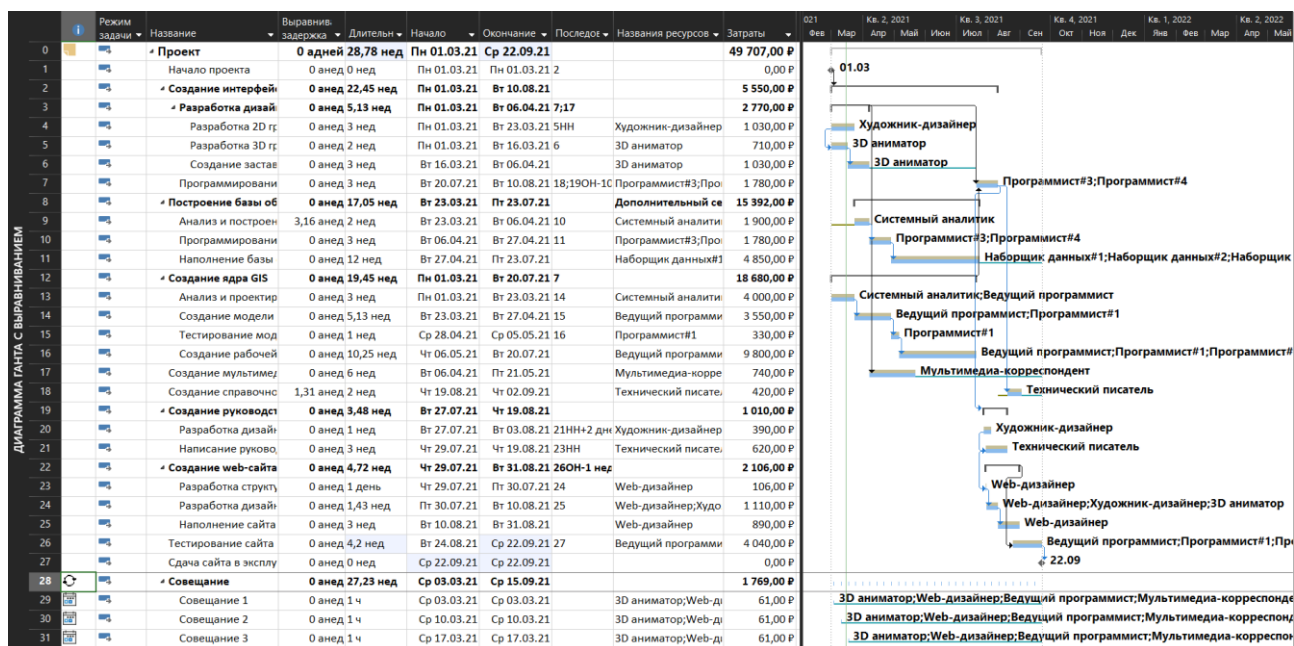 ДИАГРАММА ГАНТА С ВЫРАВНИВАНИЕМ
Режим задачи Название Выравнив: задержка Длительн Начало Окончание Последов Названия ресурсов Затраты
021 Кв. 2, 2021 Кв. 3, 2021 Кв. 4, 2021 Кв. 1, 2022 Кв. 2, 2022
Фев Мар Апр Май Июн Июл Авг Сен Окт Ноя Дек Янв Фев Мар Апр Май
0 Проект 0 адней 28,78 нед Пн 01.03.21 Ср 22.09.21 49 707,00 ₽
1 Начало проекта 0 анед 0 нед Пн 01.03.21 Пн 01.03.21 2 0,00 ₽ 01.03
2 Создание интерфей 0 анед 22,45 нед Пн 01.03.21 Вт 10.08.21 5 550,00 ₽
3 Разработка дизай 0 анед 5,13 нед Пн 01.03.21 Вт 06.04.21 7;17 2 770,00 ₽
4 Разработка 2D гр 0 анед 3 нед Пн 01.03.21 Вт 23.03.21 5НН Художник-дизайнер 1 030,00 ₽ Художник-дизайнер
5 Разработка 3D гр 0 анед 2 нед Пн 01.03.21 Вт 16.03.21 6 3D аниматор 710,00 ₽ 3D аниматор
6 Создание застав 0 анед 3 нед Вт 16.03.21 Вт 06.04.21 3D аниматор 1 030,00 ₽ 3D аниматор
7 Программировани 0 анед 3 нед Вт 20.07.21 Вт 10.08.21 18;19ОН-10 Программист#3;Про 1 780,00 ₽ Программист#3;Программист#4
8 Построение базы об 0 анед 17,05 нед Вт 23.03.21 Пт 23.07.21 Дополнительный се 15 392,00 ₽
9 Анализ и построен 3,16 анед 2 нед Вт 23.03.21 Вт 06.04.21 10 Системный аналити 1 900,00 ₽ Системный аналитик
10 Программировани 0 анед 3 нед Вт 06.04.21 Вт 27.04.21 11 Программист#3;Про 1 780,00 ₽ Программист#3;Программист#4
11 Наполнение базы 0 анед 12 нед Вт 27.04.21 Пт 23.07.21 Наборщик данных#1 4 850,00 ₽ Наборщик данных#1;Наборщик данных#2;Наборщик
12 Создание ядра GIS 0 анед 19,45 нед Пн 01.03.21 Вт 20.07.21 7 18 680,00 ₽
13 Анализ и проектир 0 анед 3 нед Пн 01.03.21 Вт 23.03.21 14 Системный аналити 4 000,00 ₽ Системный аналитик;Ведущий программист
14 Создание модели 0 анед 5,13 нед Вт 23.03.21 Вт 27.04.21 15 Ведущий программи 3 550,00 ₽ Ведущий программист;Программист#1
15 Тестирование мод 0 анед 1 нед Ср 28.04.21 Ср 05.05.21 16 Программист#1 330,00 ₽ Программист#1
16 Создание рабочей 0 анед 10,25 нед Чт 06.05.21 Вт 20.07.21 Ведущий программи 9 800,00 ₽ Ведущий программист;Программист#1;Программист#
17 Создание мультимед 0 анед 6 нед Вт 06.04.21 Пт 21.05.21 Мультимедиа-корре 740,00 ₽ Мультимедиа-корреспондент
18 Создание справочно 1,31 анед 2 нед Чт 19.08.21 Чт 02.09.21 Технический писате 420,00 ₽ Технический писатель
19 Создание руководст 0 анед 3,48 нед Вт 27.07.21 Чт 19.08.21 1 010,00 ₽
20 Разработка дизайн 0 анед 1 нед Вт 27.07.21 Вт 03.08.21 21НН+2 дне Художник-дизайнер 390,00 ₽ Художник-дизайнер
21 Написание руково 0 анед 3 нед Чт 29.07.21 Чт 19.08.21 23НН Технический писате 620,00 ₽ Технический писатель
22 Создание web-сайта 0 анед 4,72 нед Чт 29.07.21 Вт 31.08.21 26ОН-1 нед 2 106,00 ₽
23 Разработка структу 0 анед 1 день Чт 29.07.21 Пт 30.07.21 24 Web-дизайнер 106,00 ₽ Web-дизайнер
24 Разработка дизайн 0 анед 1,43 нед Пт 30.07.21 Вт 10.08.21 25 Web-дизайнер;Худо 1 110,00 ₽ Web-дизайнер;Художник-дизайнер;3D аниматор
25 Наполнение сайта 0 анед 3 нед Вт 10.08.21 Вт 31.08.21 Web-дизайнер 890,00 ₽ Web-дизайнер
26 Тестирование сайта 0 анед 4,2 нед Вт 24.08.21 Ср 22.09.21 27 Ведущий программи 4 040,00 ₽ Ведущий программист;Программист#1;Пр
27 Сдача сайта в эксплу 0 анед 0 нед Ср 22.09.21 Ср 22.09.21 0,00 ₽ 22.09
28 Совещание 0 анед 27,23 нед Ср 03.03.21 Ср 15.09.21 1 769,00 ₽
29 Совещание 1 0 анед 1 ч Ср 03.03.21 Ср 03.03.21 3D аниматор;Web-ди 61,00 ₽ 3D аниматор;Web-дизайнер;Ведущий программист;Мультимедиа-корреспонде
30 Совещание 2 0 анед 1 ч Ср 10.03.21 Ср 10.03.21 3D аниматор;Web-ди 61,00 ₽ 3D аниматор;Web-дизайнер;Ведущий программист;Мультимедиа-корреспонд
31 Совещание 3 0 анед 1 ч Ср 17.03.21 Ср 17.03.21 3D аниматор;Web-ди 61,00 ₽ 3D аниматор;Web-дизайнер;Ведущий программист;Мультимедиа-корреспон